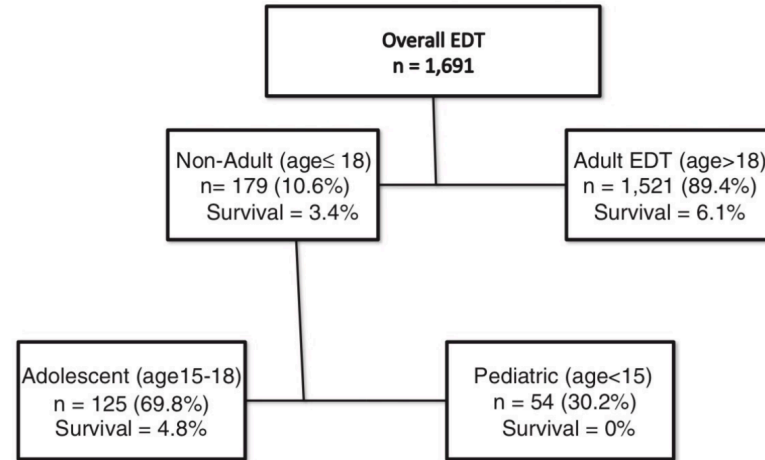 Overall EDT
n = 1,691
Non-Adult (age≤ 18)
n= 179 (10.6%)
Survival = 3.4%
Adult EDT (age>18)
n = 1,521 (89.4%)
Survival = 6.1%
Adolescent (age15-18)
n = 125 (69.8%)
Survival = 4.8%
Pediatric (age<15)
n = 54 (30.2%)
Survival = 0%